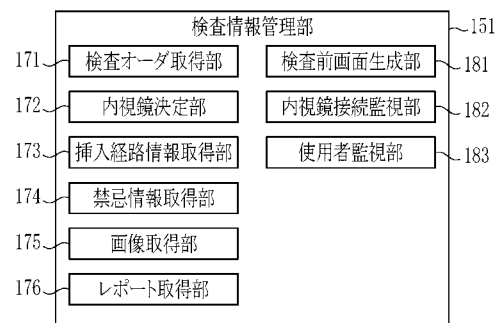 検査情報管理部
151
171
検査オーダ取得部
検査前画面生成部
181
172
内視鏡決定部
内視鏡接続監視部
182
173
挿入経路情報取得部
使用者監視部
183
174
禁忌情報取得部
175
画像取得部
176
レポート取得部